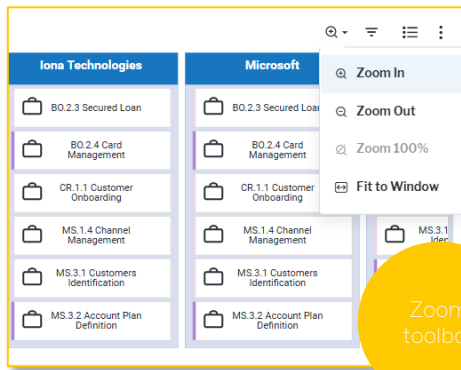 Iona Technologies
Microsoft
BO.2.3 Secured Loan
BO.2.4 Card
Management
CR.1.1 Customer
Onboarding
MS.1.4 Channel
Management
MS.3.1 Customers
Identification
MS.3.2 Account Plan
Definition
BO.2.3 Secured Loan
BO.2.4 Card
Management
CR.1.1 Customer
Onboarding
MS.1.4 Channel
Management
MS.3.1 Customers
Identification
MS.3.2 Account Plan
Definition
Zoom In
Zoom Out
Zoom 100%
Fit to Window
MS.3.1
Zoom